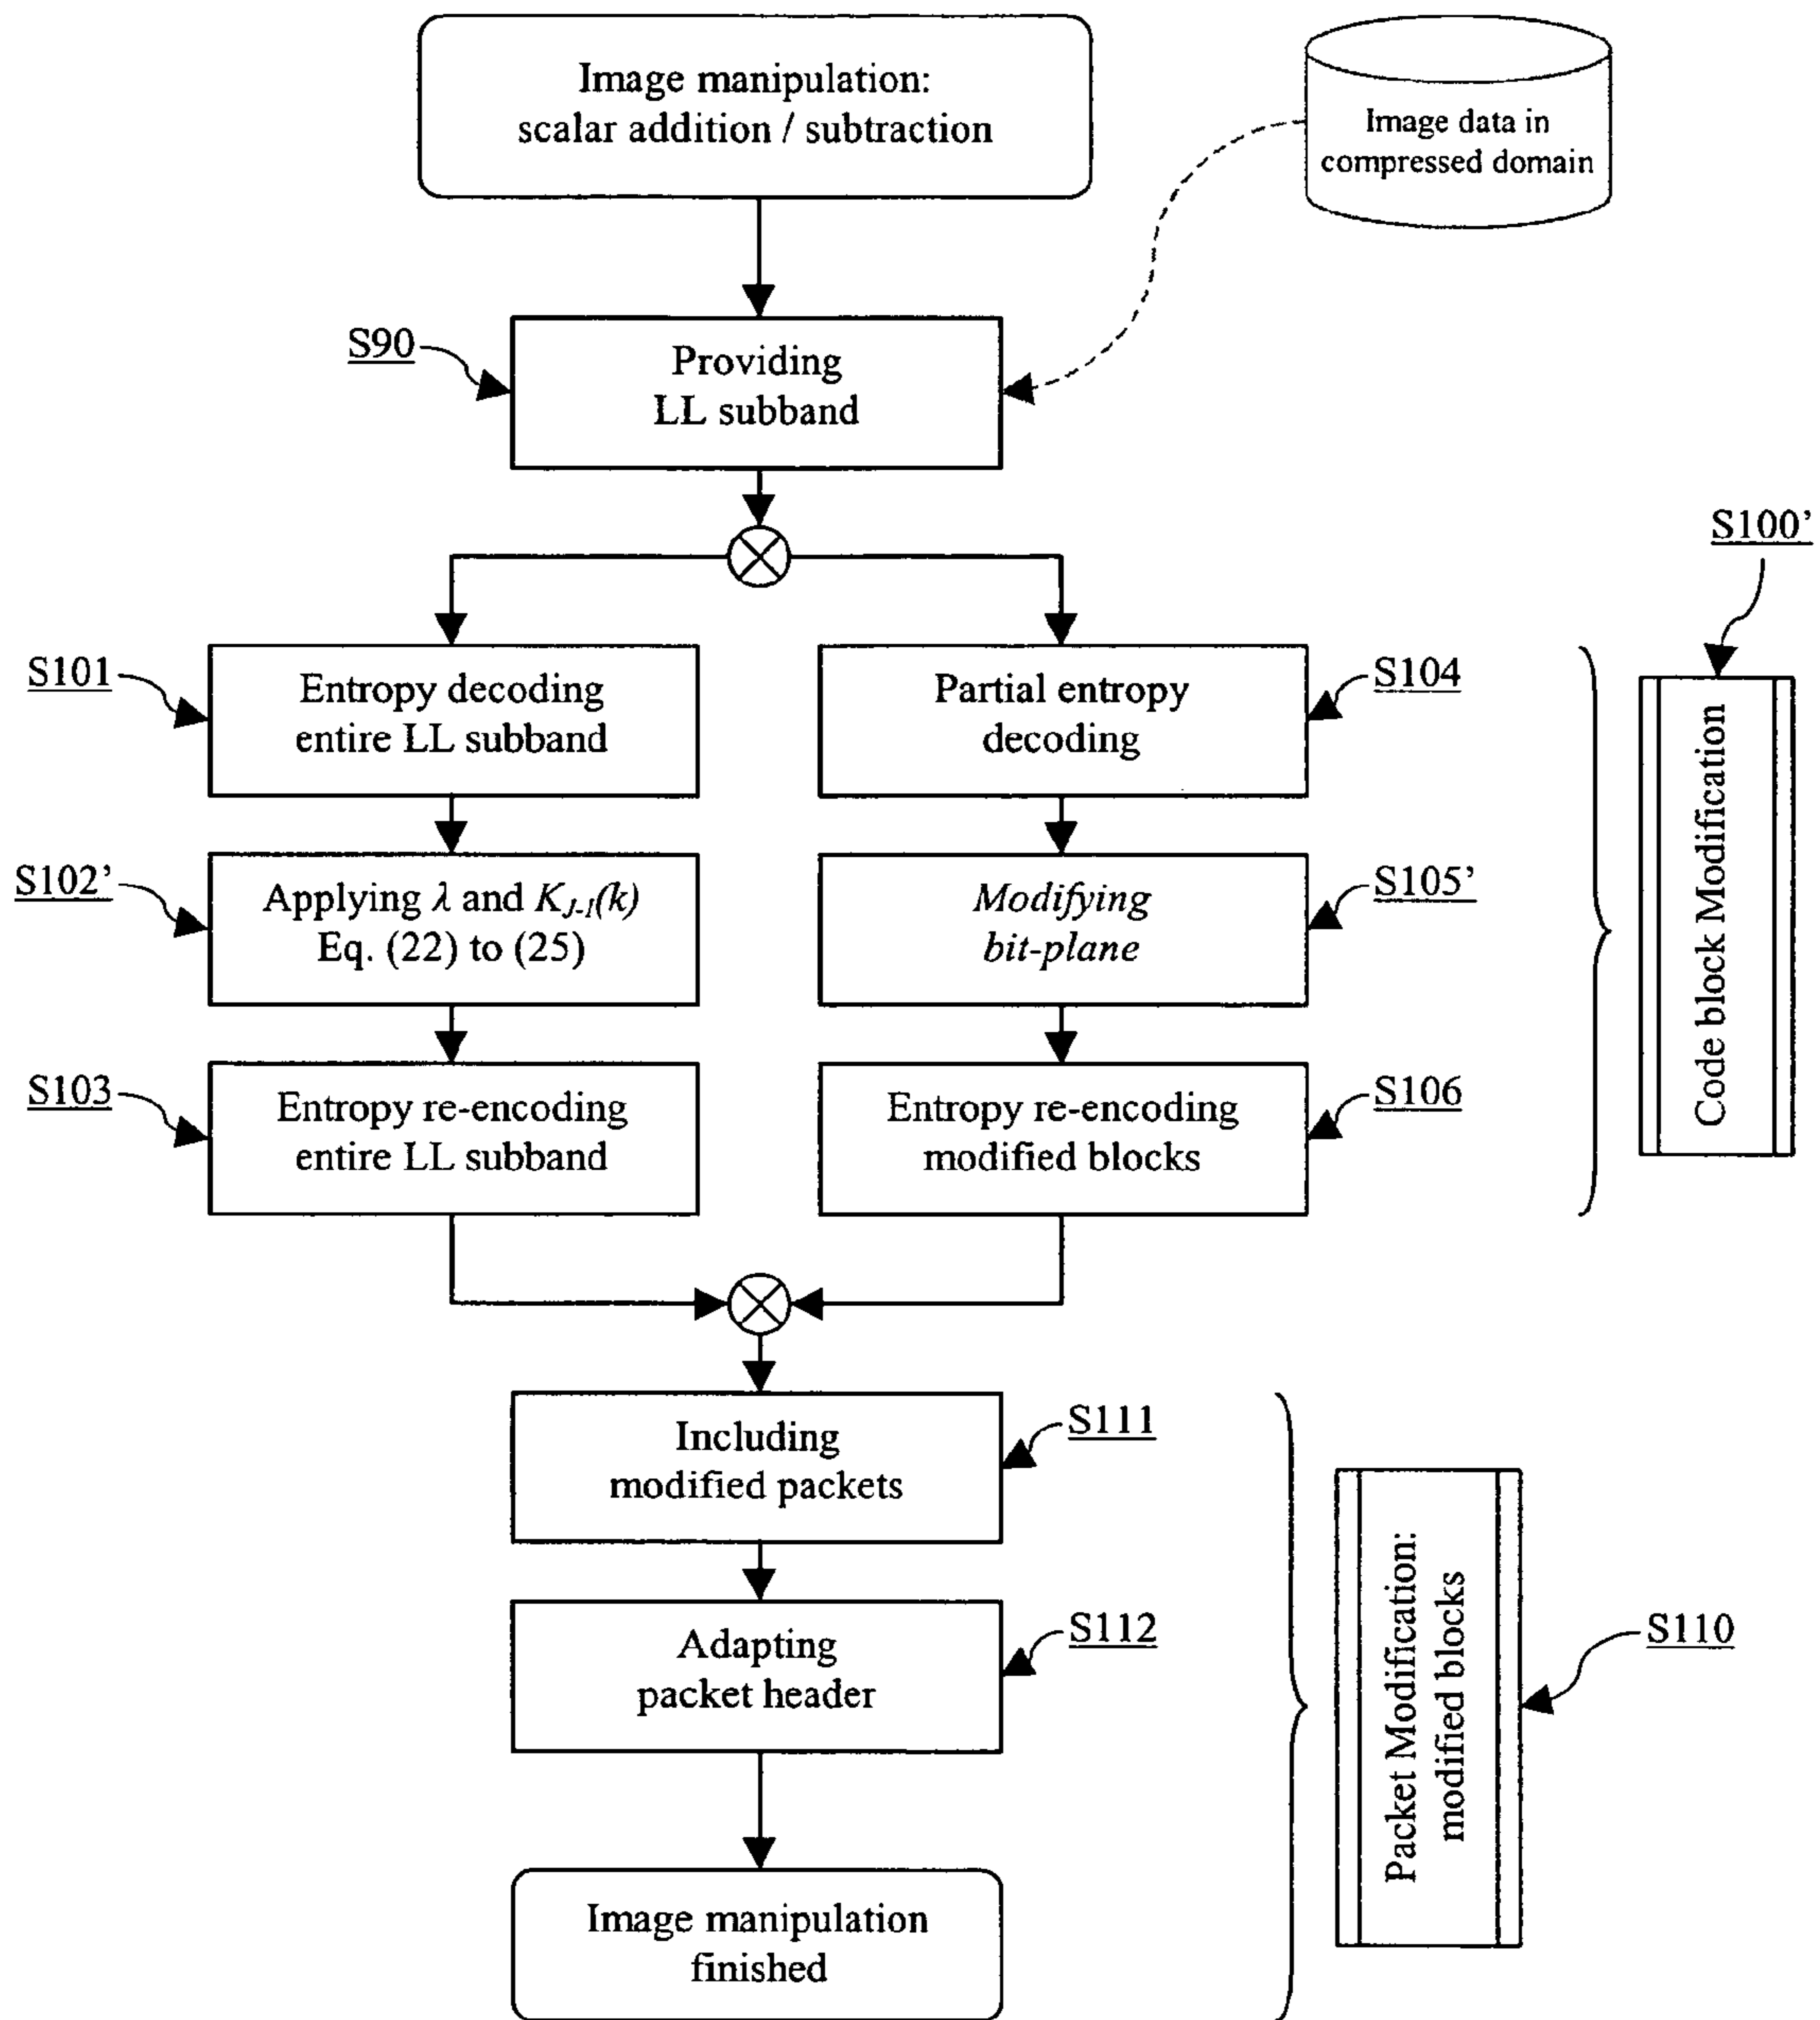 Image manipulation:
scalar addition / subtraction
Image data in
compressed domain
S90
Providing
LL subband
S100’
S101
Entropy decoding
entire LL subband
Partial entropy
decoding
S104
S102’
Applying λ and K_{J-1}(k)
Eq. (22) to (25)
Modifying
bit-plane
S105’
Code block Modification
S103
Entropy re-encoding
entire LL subband
Entropy re-encoding
modified blocks
S106
Including
modified packets
S111
Adapting
packet header
S112
Packet Modification:
modified blocks
S110
Image manipulation
finished